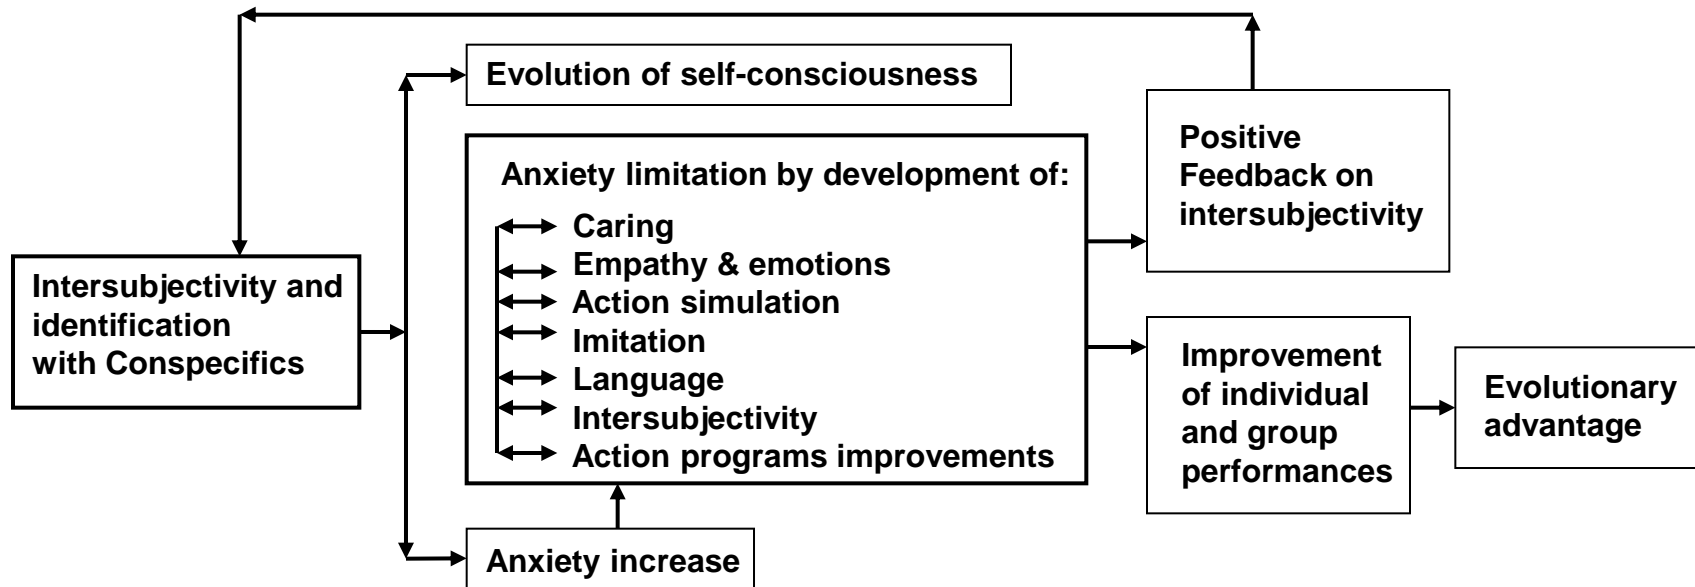 Evolution of self-consciousness
Anxiety limitation by development of:
Caring
Empathy & emotions
Action simulation
Imitation
Language
Intersubjectivity
Action programs improvements
Intersubjectivity and
identification
with Conspecifics
Anxiety increase
Positive
Feedback on
intersubjectivity
Improvement
of individual
and group
performances
Evolutionary
advantage